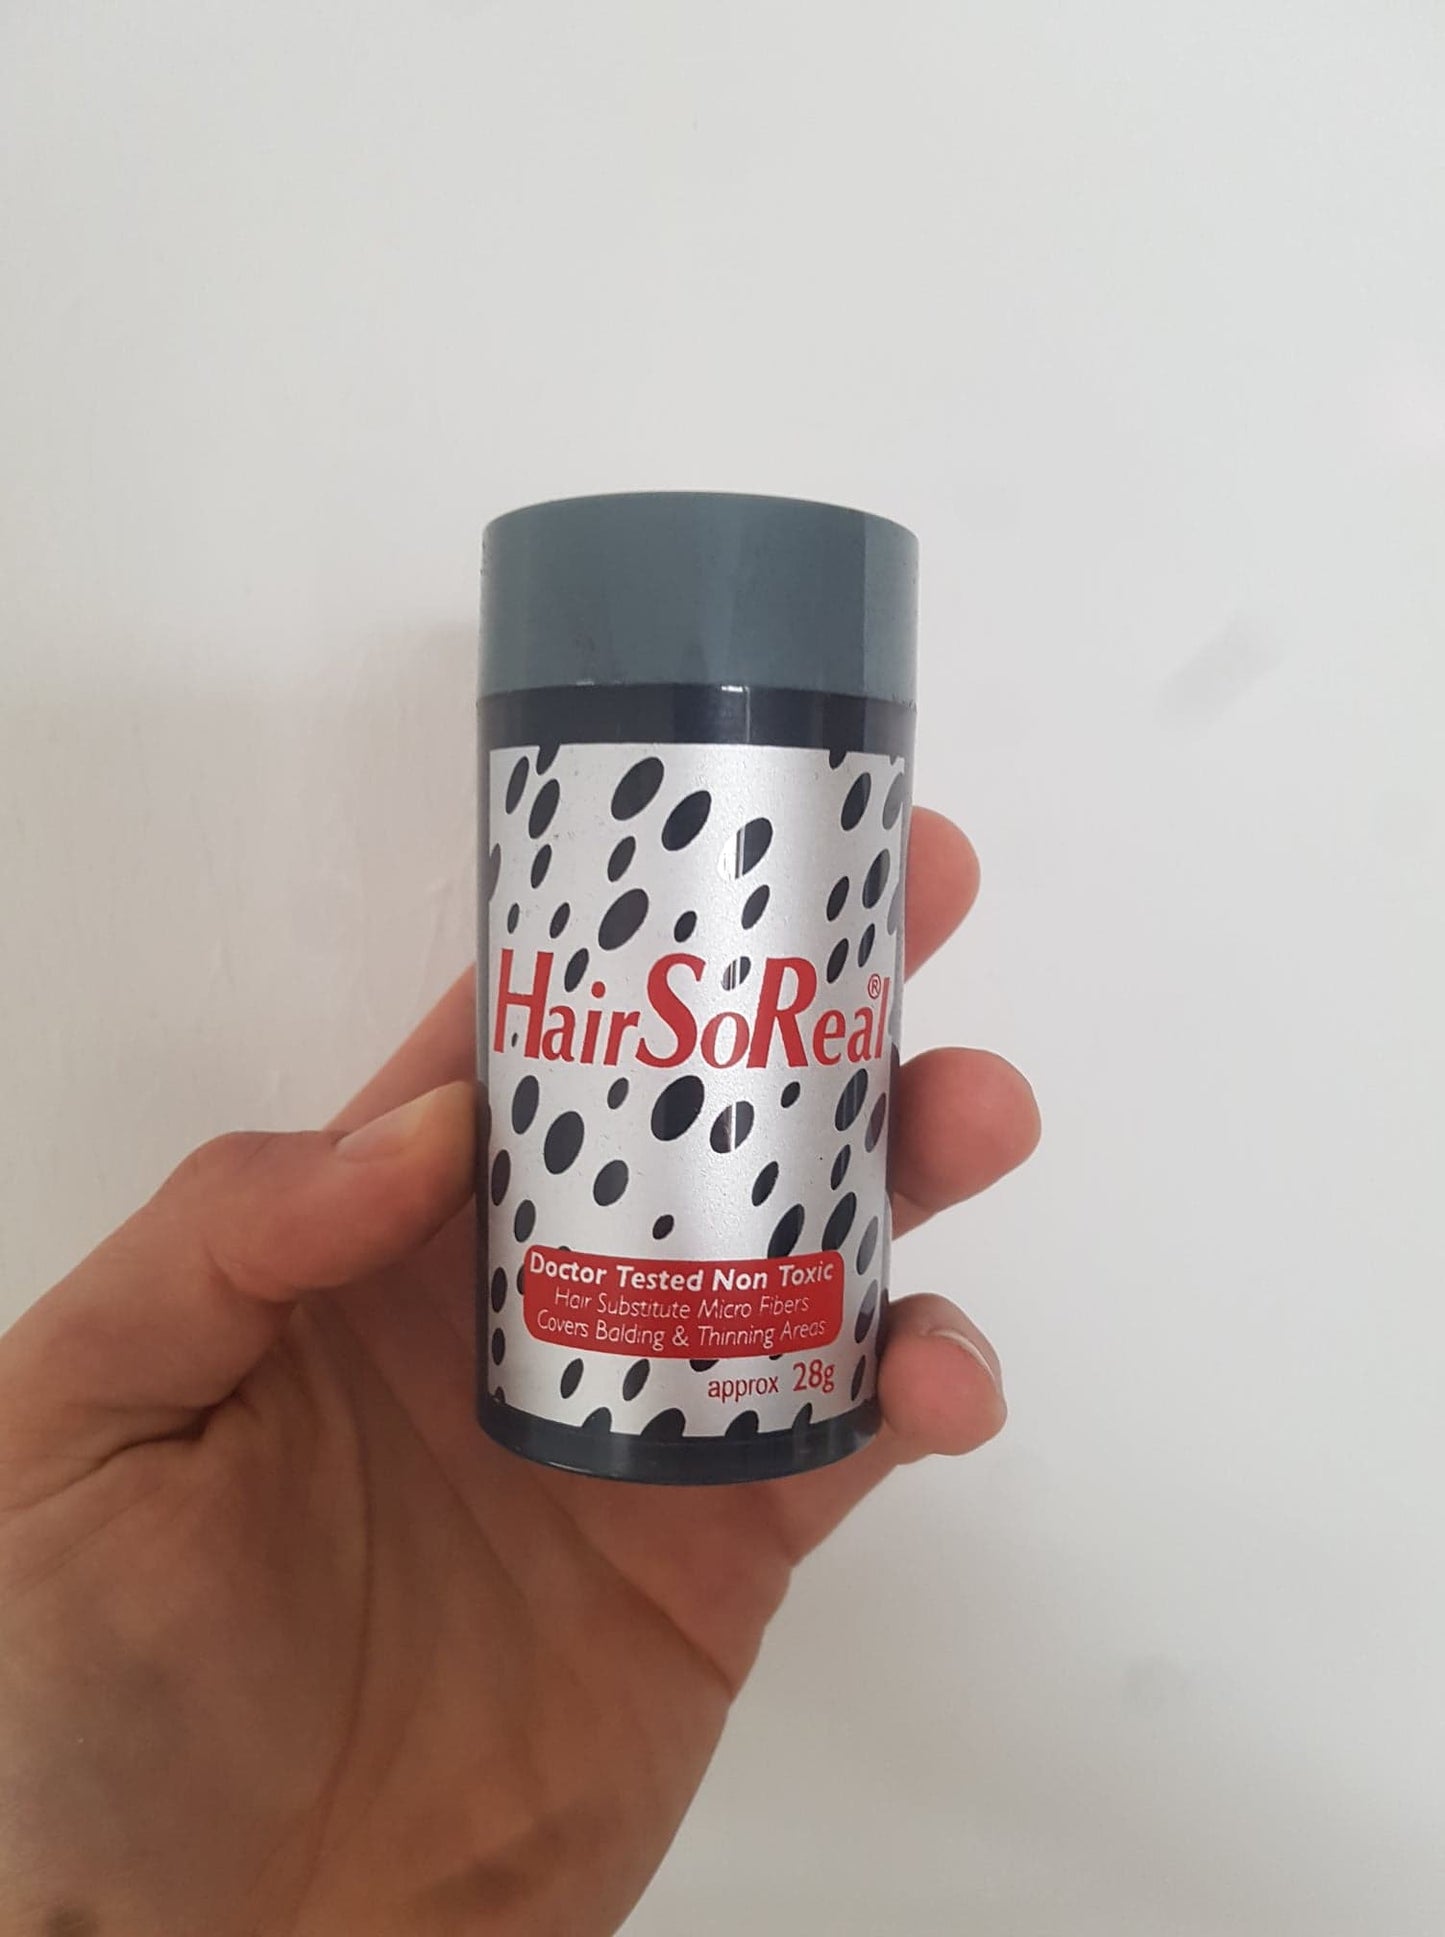 HairSoReal®
Doctor Tested Non Toxic
Hair Substitute Micro Fibers
Covers Balding & Thinning Areas
approx 28g